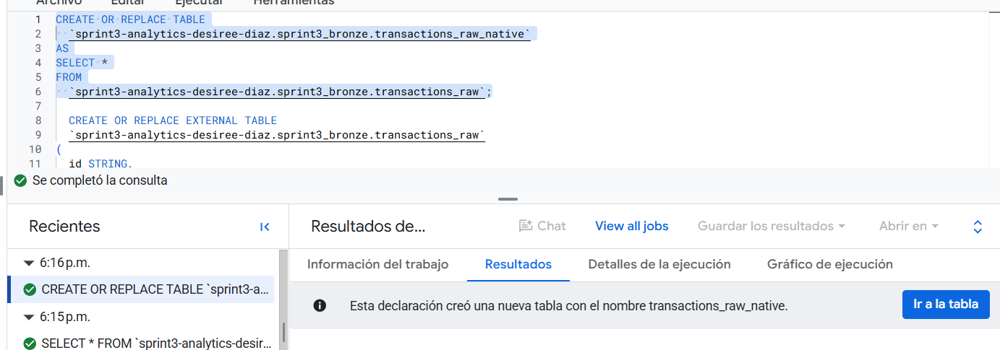 Archivo Editar Ejecutar Herramientas
1 CREATE OR REPLACE TABLE
2 `sprint3-analytics-desiree-diaz.sprint3_bronze.transactions_raw_native`
3 AS
4 SELECT *
5 FROM
6 `sprint3-analytics-desiree-diaz.sprint3_bronze.transactions_raw`;
7
8 CREATE OR REPLACE EXTERNAL TABLE
9 `sprint3-analytics-desiree-diaz.sprint3_bronze.transactions_raw`
10 (
11 id STRING,
Se completó la consulta
Recientes
Resultados de... Chat View all jobs Guardar los resultados Abrir en
6:16 p.m.
Información del trabajo Resultados Detalles de la ejecución Gráfico de ejecución
CREATE OR REPLACE TABLE `sprint3-a...
Esta declaración creó una nueva tabla con el nombre transactions_raw_native. Ir a la tabla
6:15 p.m.
SELECT * FROM `sprint3-analytics-desir...